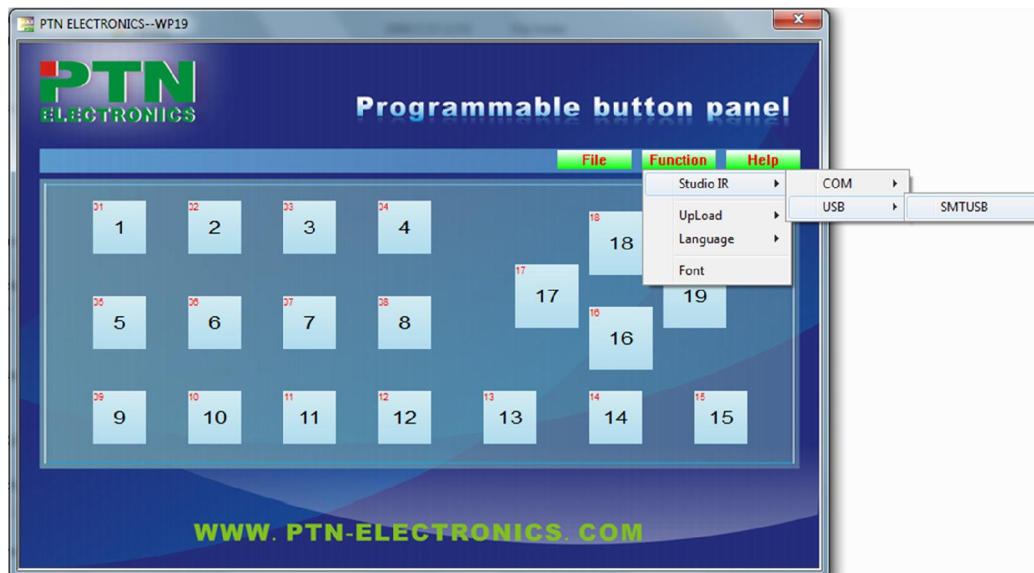 PTN ELECTRONICS--WP19
PTN
ELECTRONICS
Programmable button panel
File Function Help
Studio IR
UpLoad
Language
Font
COM
USB
SMTUSB
01 02 03 04
1 2 3 4
18
18
17
17
19
05 06 07 08
5 6 7 8
16
16
09 10 11 12 13 14 15
9 10 11 12 13 14 15
WWW. PTN-ELECTRONICS. COM